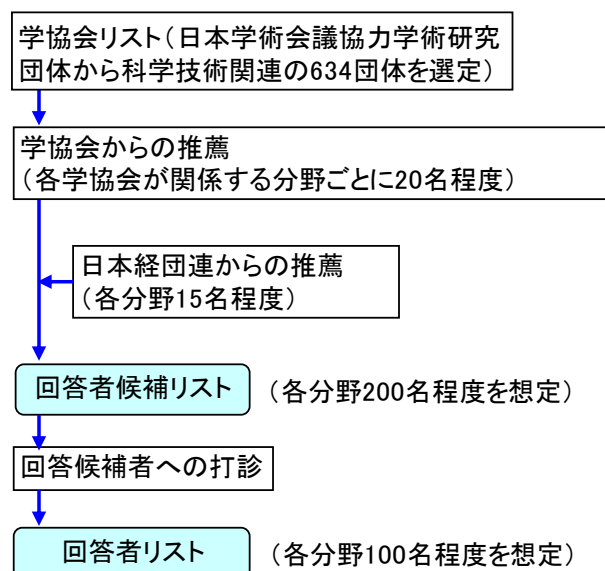 学協会リスト（日本学術会議協力学術研究
団体から科学技術関連の634団体を選定）
学協会からの推薦
（各学協会が関係する分野ごとに20名程度）
日本経団連からの推薦
（各分野15名程度）
回答者候補リスト （各分野200名程度を想定）
回答候補者への打診
回答者リスト （各分野100名程度を想定）